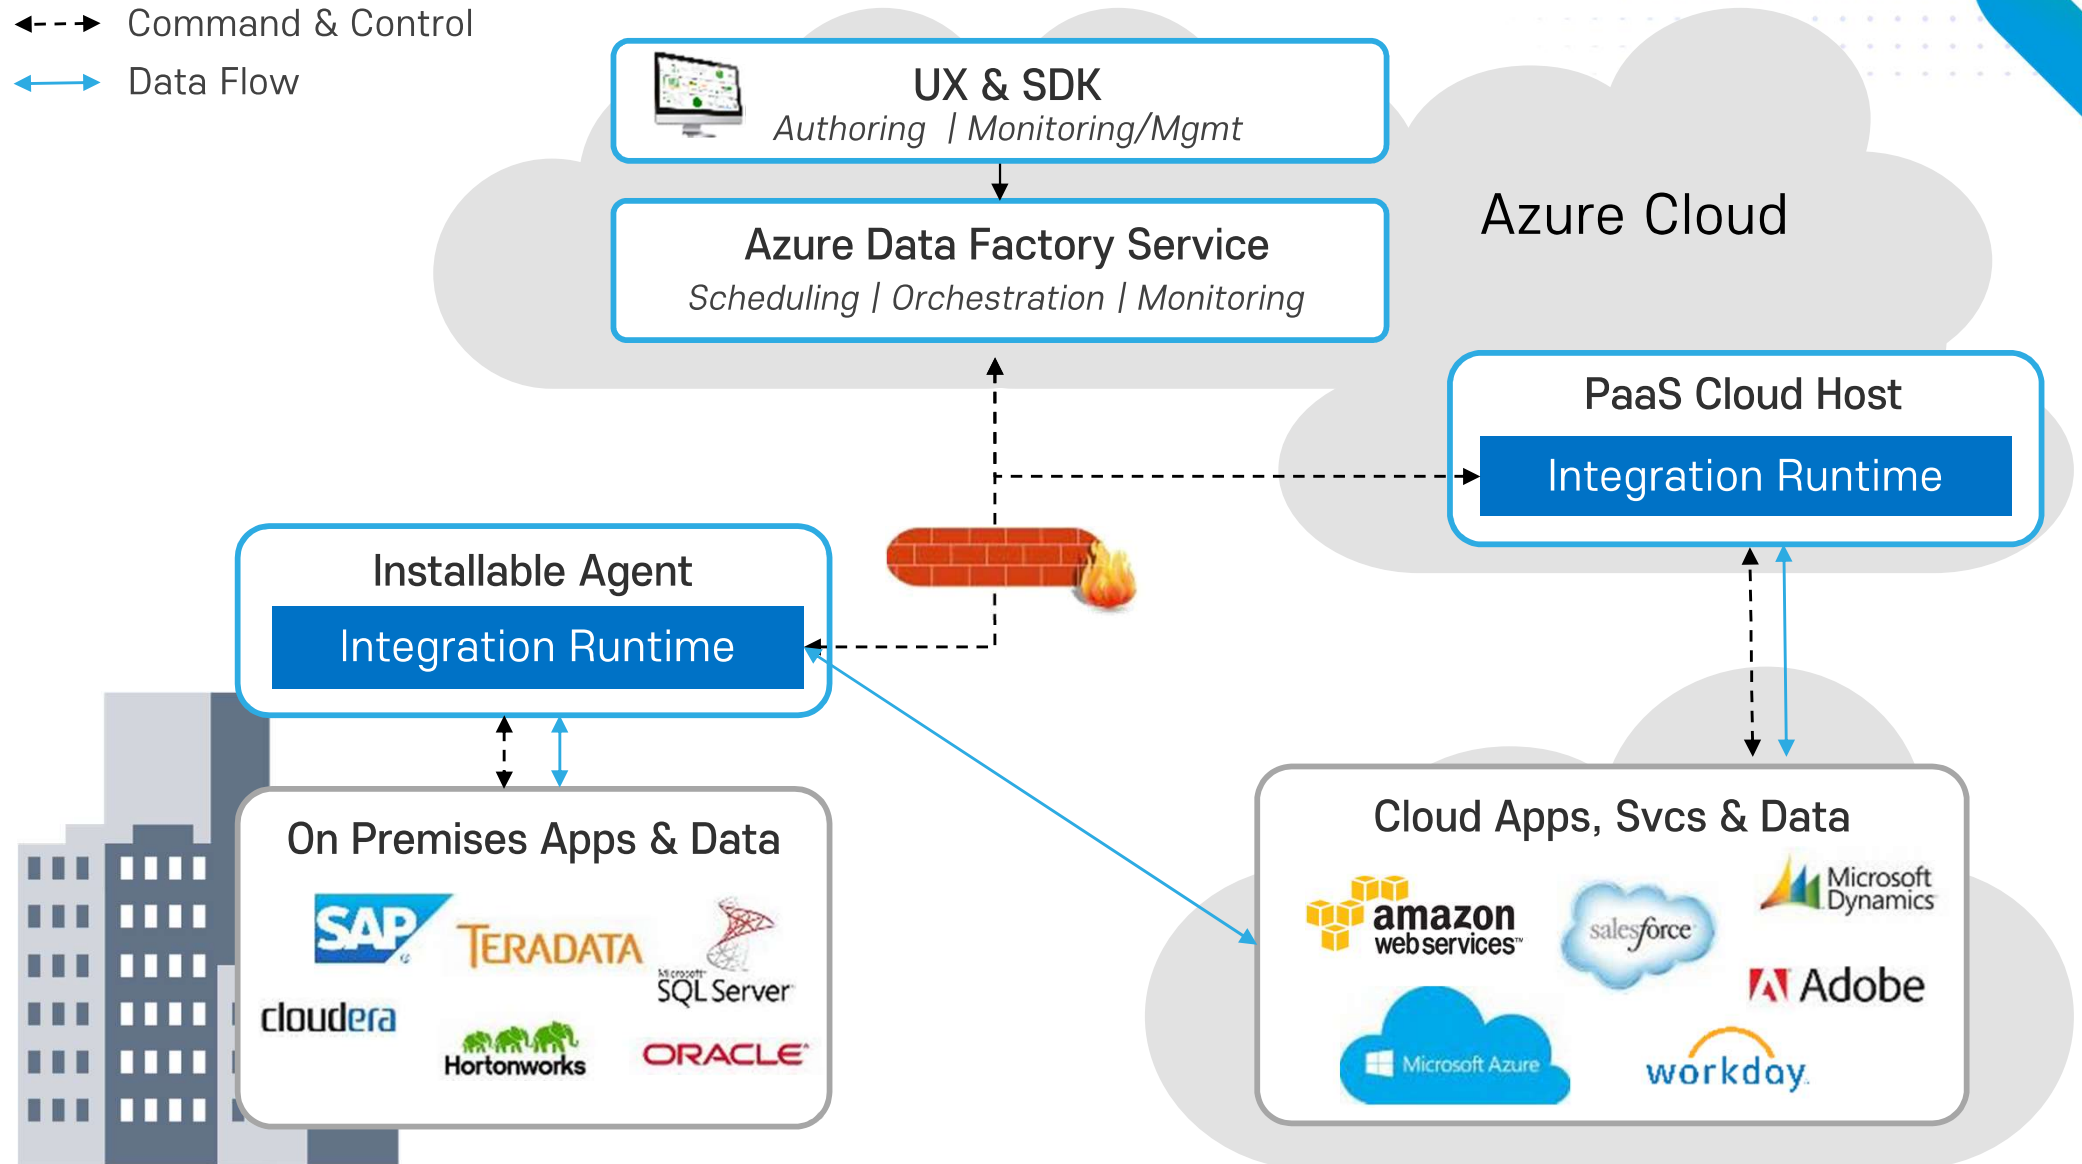 Command & Control
Data Flow
UX & SDK
Authoring | Monitoring/Mgmt
Azure Data Factory Service
Scheduling | Orchestration | Monitoring
Azure Cloud
PaaS Cloud Host
Integration Runtime
Installable Agent
Integration Runtime
On Premises Apps & Data
SAP®
TERADATA
Microsoft®
SQL Server®
cloudera
Hortonworks
ORACLE®
Cloud Apps, Svcs & Data
amazon
web services™
salesforce
Microsoft
Dynamics
Adobe
Microsoft Azure
workday.